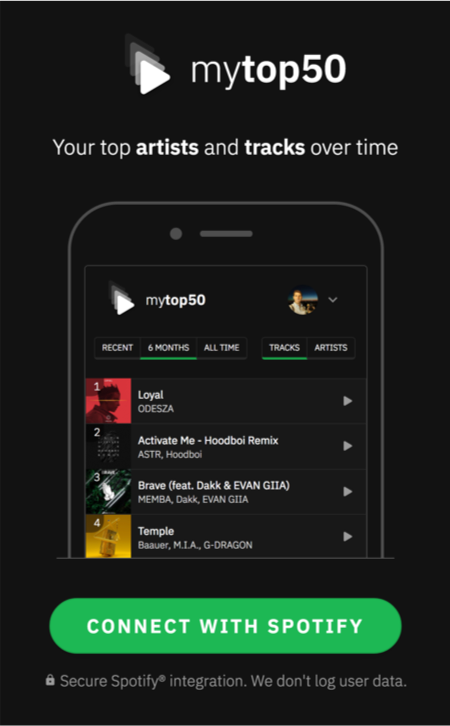 mytop50
Your top artists and tracks over time
mytop50
RECENT 6 MONTHS ALL TIME TRACKS ARTISTS
1 Loyal
ODESZA
2 Activate Me - Hoodboi Remix
ASTR, Hoodboi
3 Brave (feat. Dakk & EVAN GIIA)
MEMBA, Dakk, EVAN GIIA
4 Temple
Baauer, M.I.A., G-DRAGON
CONNECT WITH SPOTIFY
Secure Spotify® integration. We don't log user data.